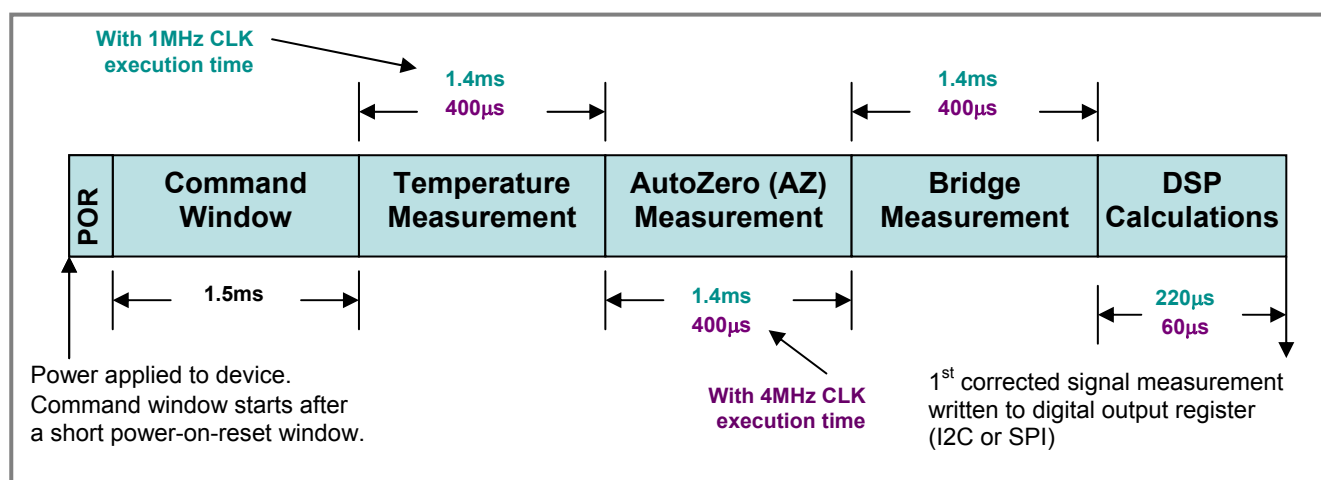 With 1MHz CLK
execution time
1.4ms
400μs
1.4ms
400μs
POR
Command
Window
Temperature
Measurement
AutoZero (AZ)
Measurement
Bridge
Measurement
DSP
Calculations
1.5ms
1.4ms
400μs
220μs
60μs
Power applied to device.
Command window starts after
a short power-on-reset window.
With 4MHz CLK
execution time
1st corrected signal measurement
written to digital output register
(I2C or SPI)